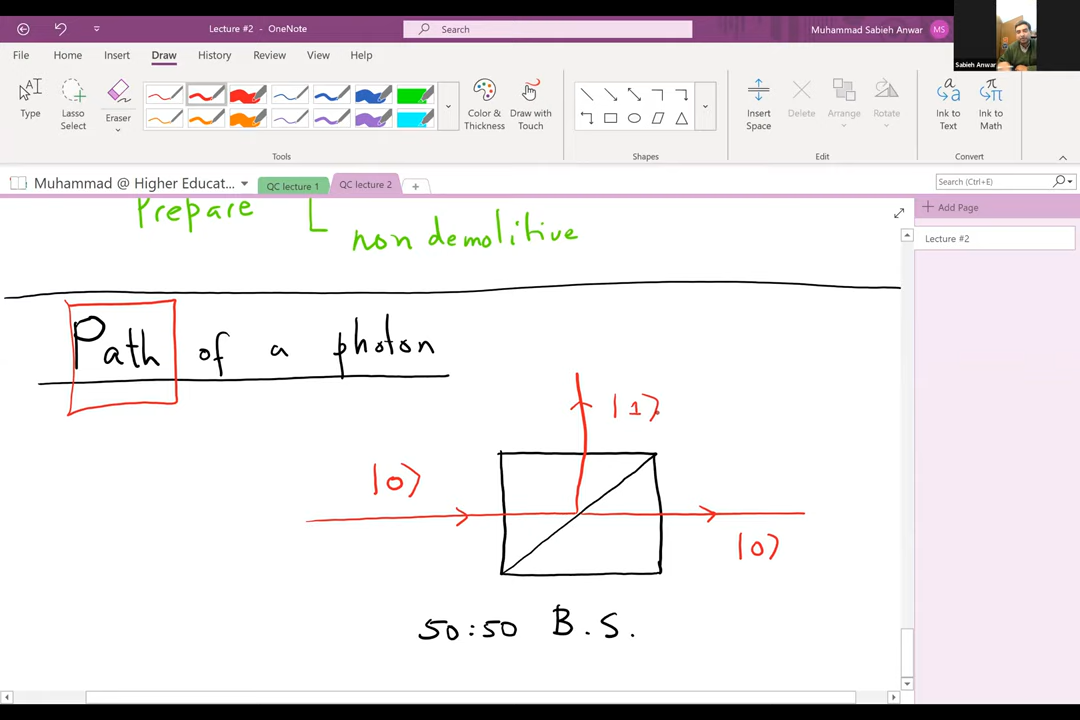 Lecture #2 - OneNote
Search
Muhammad Sabieh Anwar
MS
Sabieh Anwar
File Home Insert Draw History Review View Help
Type
Lasso Select
Eraser
Color & Thickness
Draw with Touch
Insert Space
Delete
Arrange
Rotate
Ink to Text
Ink to Math
Tools
Shapes
Edit
Convert
Muhammad @ Higher Educat...
QC lecture 1
QC lecture 2
Search (Ctrl+E)
Add Page
Lecture #2
Prepare
non demolitive
Path of a photon
|1⟩
|0⟩
|0⟩
50:50 B.S.